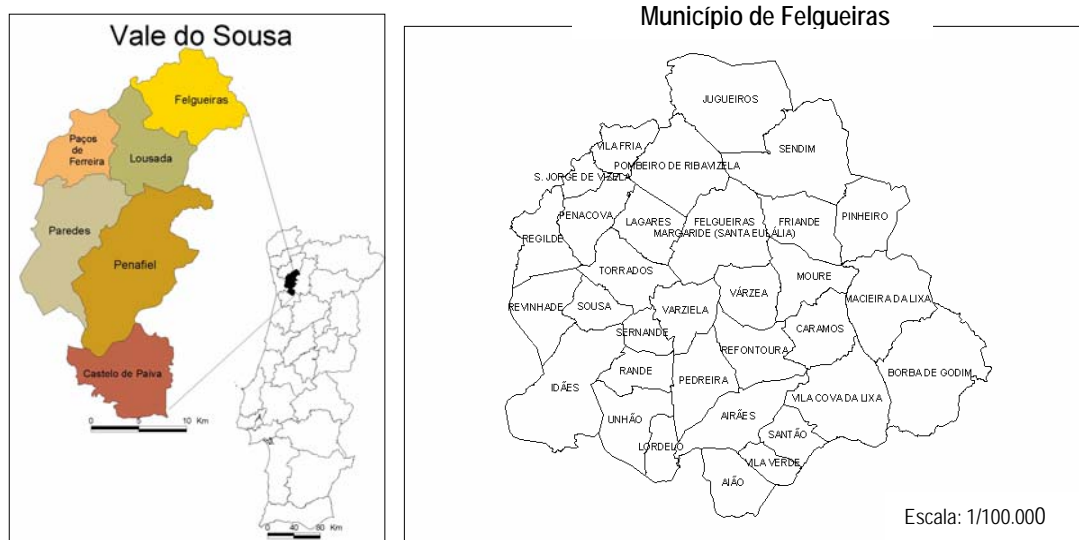 Vale do Sousa
Felgueiras
Paços
de
Ferreira
Lousada
Paredes
Penafiel
Castelo de Paiva
0 5 10 Km
0 40 80 Km
Município de Felgueiras
JUGUEIROS
VILA FRIA
SENDIM
POMBEIRO DE RIBAVIZELA
S. JORGE DE VIZELA
PENACOVA
LAGARES
FELGUEIRAS
MARGARIDE (SANTA EULÁLIA)
FRIANDE
PINHEIRO
REGILDE
TORRADOS
MOURE
REVINHADE
SOUSA
VARZIELA
VÁRZEA
MACIEIRA DA LIXA
SERNANDE
CARAMOS
REFONTOURA
RANDE
PEDREIRA
BORBA DE GODIM
IDÃES
VILA COVA DA LIXA
UNHÃO
AIRÃES
SANTÃO
LORDELO
VILA VERDE
AIÃO
Escala: 1/100.000